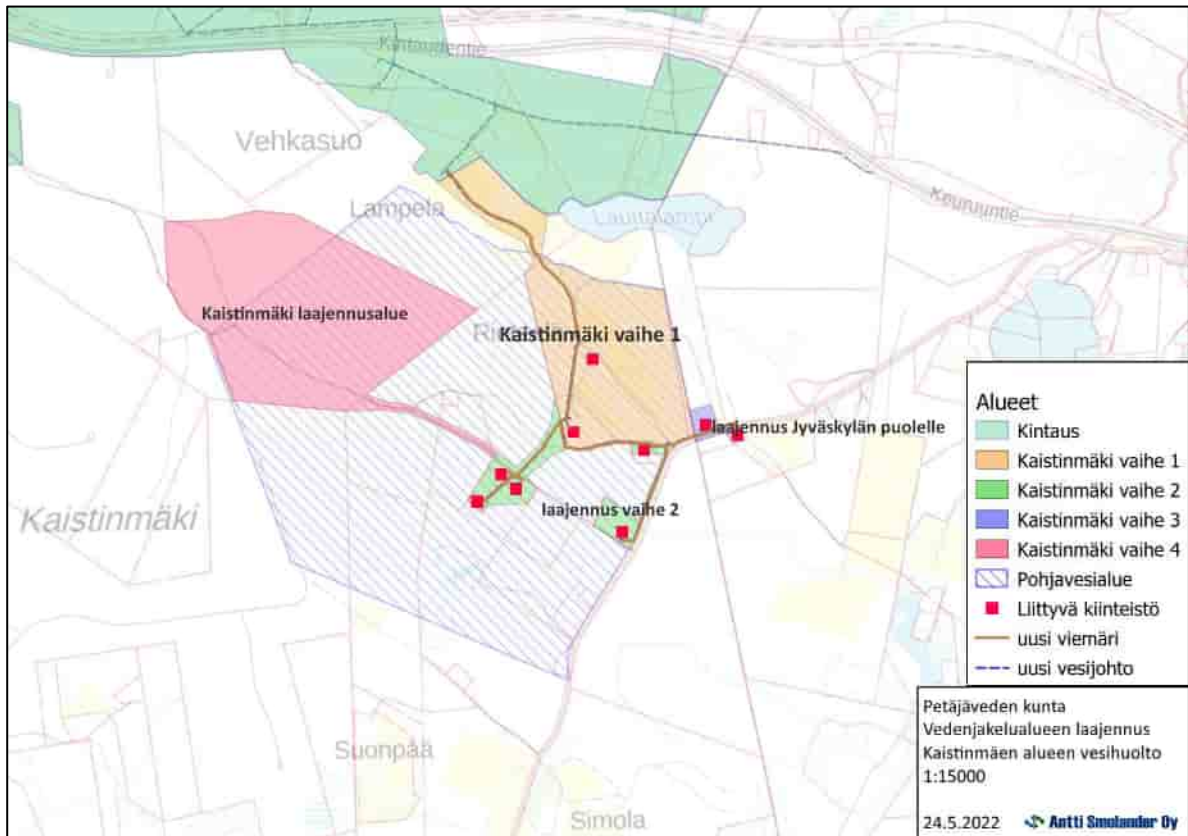 Kintaudentie
Vehkasuo
Lampela
Lauttalampi
Keuruuntie
Kaistinmäki laajennusalue
Kaistinmäki vaihe 1
laajennus Jyväskylän puolelle
laajennus vaihe 2
Kaistinmäki
Suonpää
Simola
Alueet
Kintaus
Kaistinmäki vaihe 1
Kaistinmäki vaihe 2
Kaistinmäki vaihe 3
Kaistinmäki vaihe 4
Pohjavesialue
Liittyvä kiinteistö
uusi viemäri
uusi vesijohto
Petäjäveden kunta
Vedenjakelualueen laajennus
Kaistinmäen alueen vesihuolto
1:15000
24.5.2022
Antti Smolander Oy